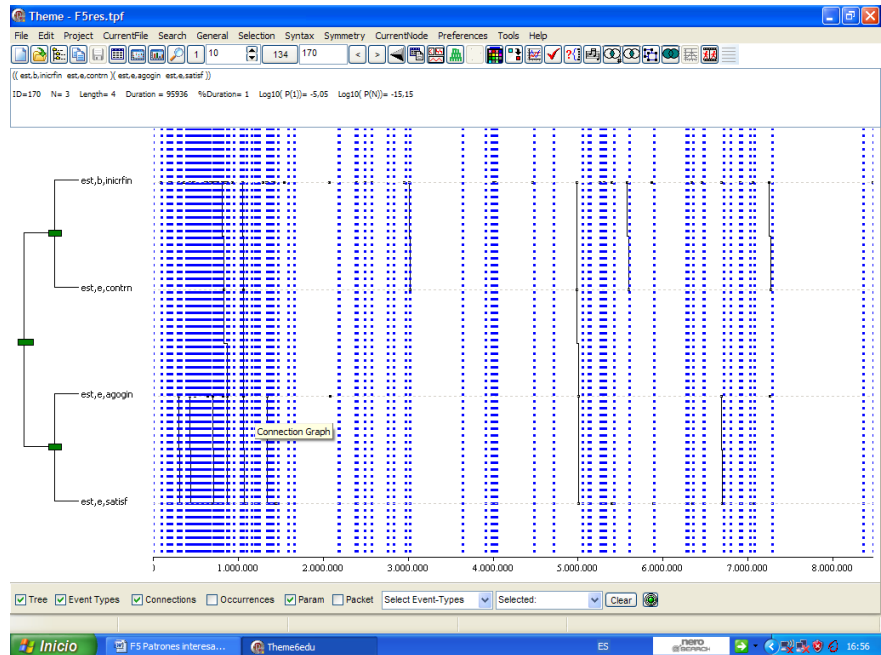 Theme - F5res.tpf
File Edit Project CurrentFile Search General Selection Syntax Symmetry CurrentNode Preferences Tools Help
1 10 134 170 < >
(( est,b,inicrfin est,e,contrn )( est,e,agogin est,e,satisf ))
ID=170 N= 3 Length= 4 Duration = 95936 %Duration= 1 Log10( P(1))= -5,05 Log10( P(N))= -15,15
est,b,inicrfin
est,e,contrn
est,e,agogin
Connection Graph
est,e,satisf
1.000.000 2.000.000 3.000.000 4.000.000 5.000.000 6.000.000 7.000.000 8.000.000
Tree Event Types Connections Occurrences Param Packet Select Event-Types Selected: Clear
Inicio F5 Patrones interesa... Theme6edu ES nero SEARCH 16:56